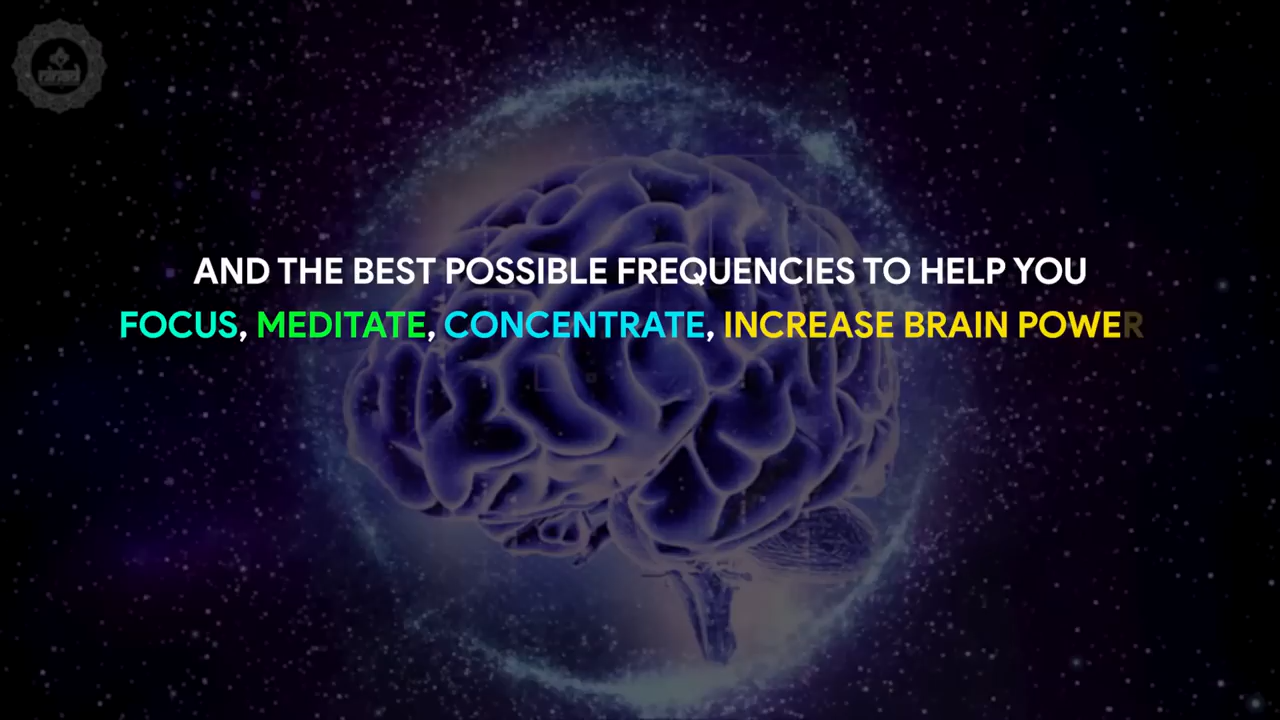 AND THE BEST POSSIBLE FREQUENCIES TO HELP YOU
FOCUS, MEDITATE, CONCENTRATE, INCREASE BRAIN POWER